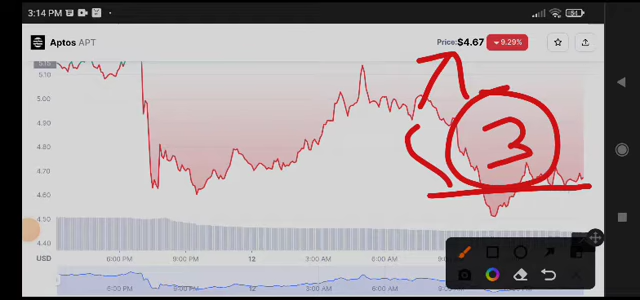 3:14 PM
51
Aptos APT
Price: $4.67 9.29%
5.10
5.00
4.90
4.80
4.70
4.60
4.50
4.40
3
USD
6:00 PM 9:00 PM 12 3:00 AM 6:00 AM
6:00 PM 9:00 PM 12 3:00 AM 6:00 AM